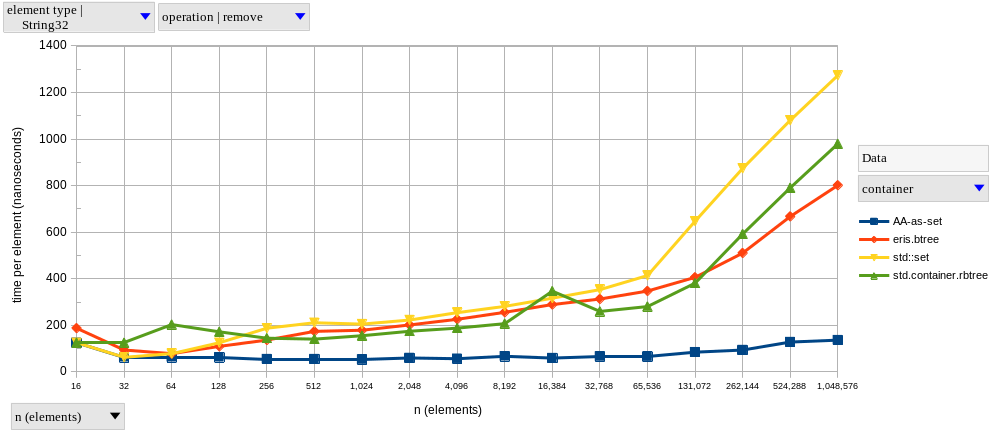 element type |
String32
operation | remove
1400
1200
1000
800
600
400
200
0
time per element (nanoseconds)
16 32 64 128 256 512 1,024 2,048 4,096 8,192 16,384 32,768 65,536 131,072 262,144 524,288 1,048,576
n (elements)
n (elements)
Data
container
AA-as-set
eris.btree
std::set
std.container.rbtree